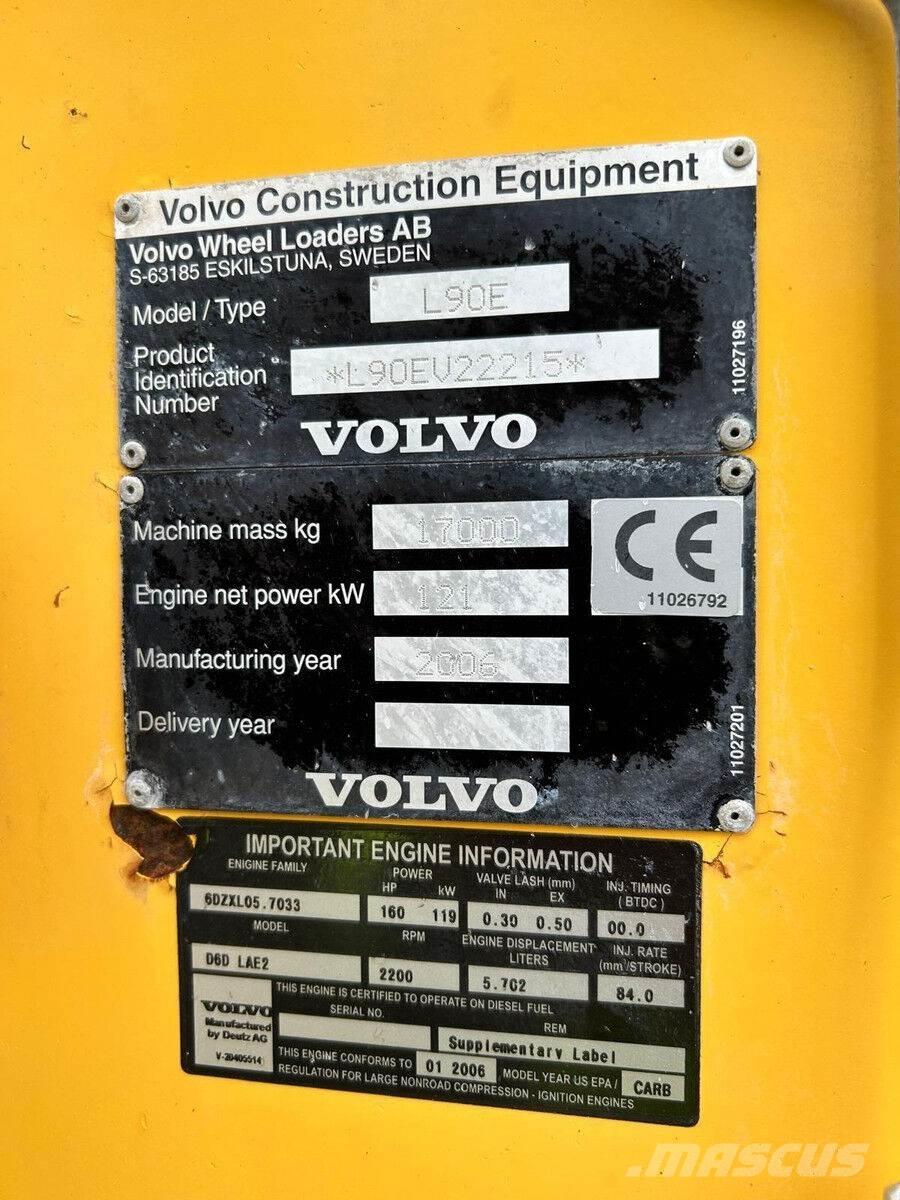 Volvo Construction Equipment
Volvo Wheel Loaders AB
S-63185 ESKILSTUNA, SWEDEN
Model / Type L90E
Product
Identification
Number
*L90EV22215*
11027196
VOLVO
Machine mass kg 17000
Engine net power kW 121
CE
11026792
Manufacturing year 2006
Delivery year
11027201
VOLVO
IMPORTANT ENGINE INFORMATION
ENIGINE FAMILY
6DZXL05.7033
POWER
HP kW
160 119
VALVE LASH (mm)
IN EX
0.30 0.50
INJ. TIMING
( BTDC )
00.0
MODEL
D6D LAE2
RPM
2200
ENGINE DISPLACEMENT
LITERS
5.702
INJ. RATE
(mm³/STROKE)
84.0
THIS ENGINE IS CERTIFIED TO OPERATE ON DIESEL FUEL
VOLVO
Manufactured
by Deutz AG
V-20405514
SERIAL NO.
REM
Supplementary Label
THIS ENGINE CONFORMS TO 01 2006 MODEL YEAR US EPA / CARB
REGULATION FOR LARGE NONROAD COMPRESSION - IGNITION ENGINES
MASCUS